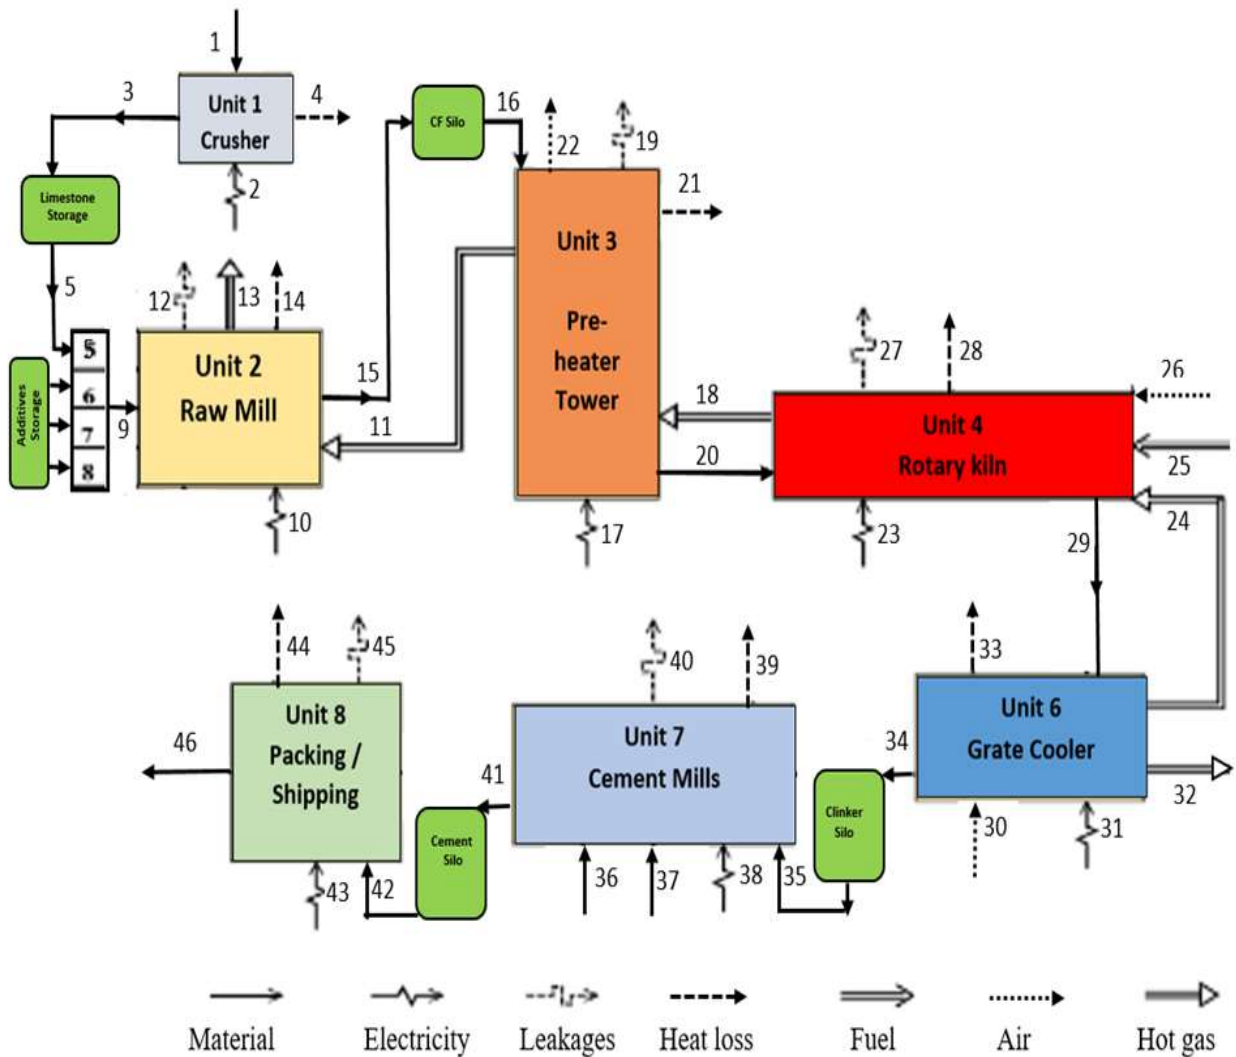 1
3
Unit 1
Crusher
4
2
16
CF Silo
22
19
21
Limestone
Storage
5
12
13
14
Unit 3
Pre-
heater
Tower
Additives
Storage
5
6
7
8
9
Unit 2
Raw Mill
15
11
10
18
20
17
27
28
26
Unit 4
Rotary kiln
25
24
23
29
44
45
40
39
33
Unit 8
Packing /
Shipping
46
41
Unit 7
Cement Mills
34
Unit 6
Grate Cooler
32
Cement
Silo
Clinker
Silo
43
42
36
37
38
35
30
31
Material
Electricity
Leakages
Heat loss
Fuel
Air
Hot gas